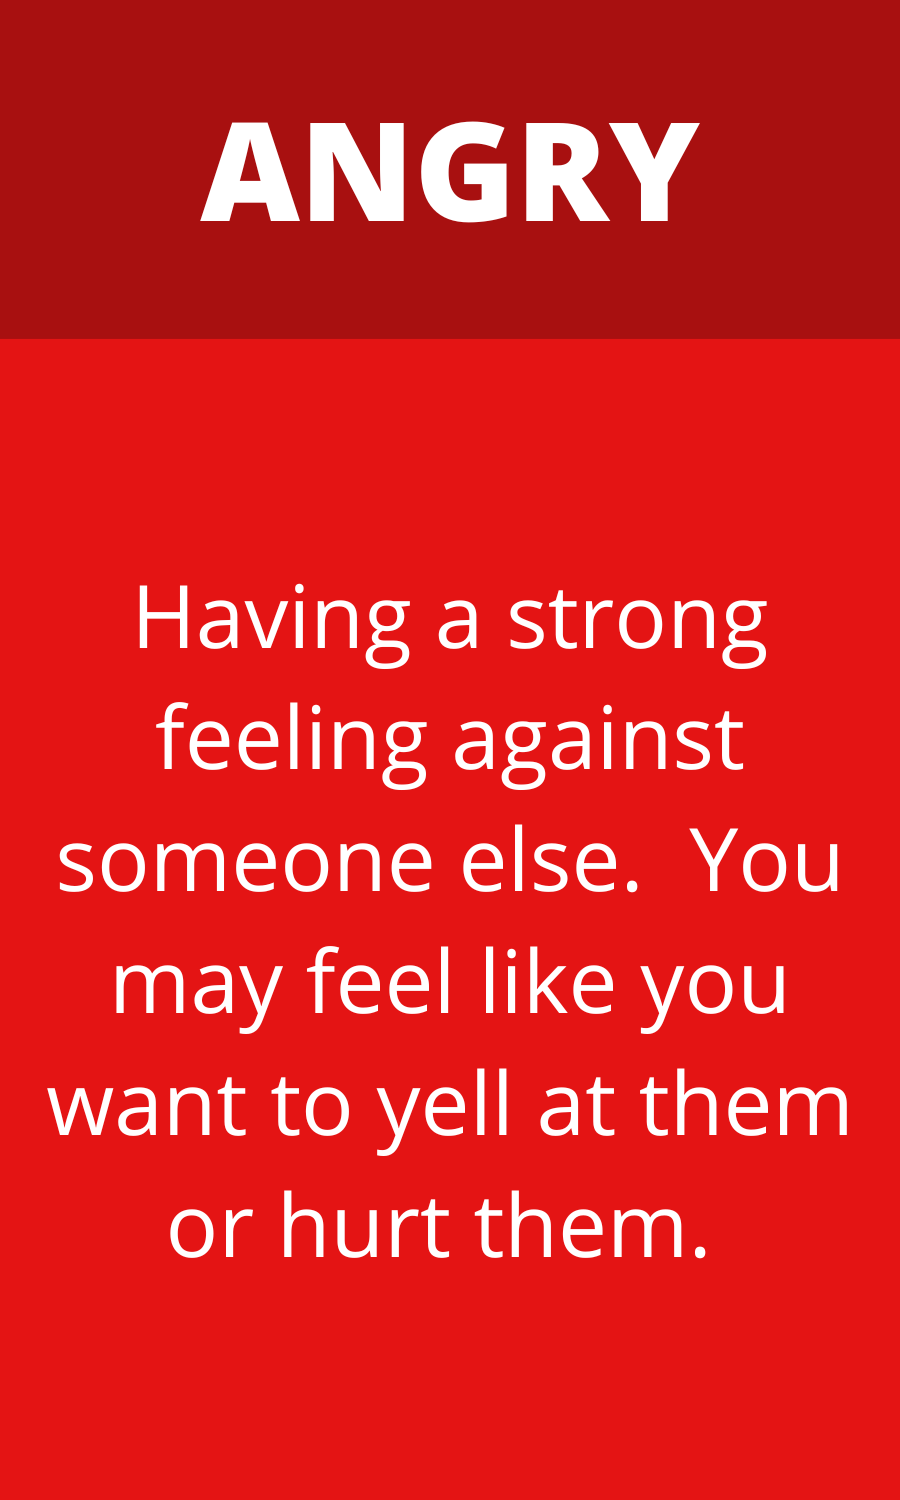 ANGRY
Having a strong
feeling against
someone else.  You
may feel like you
want to yell at them
or hurt them.